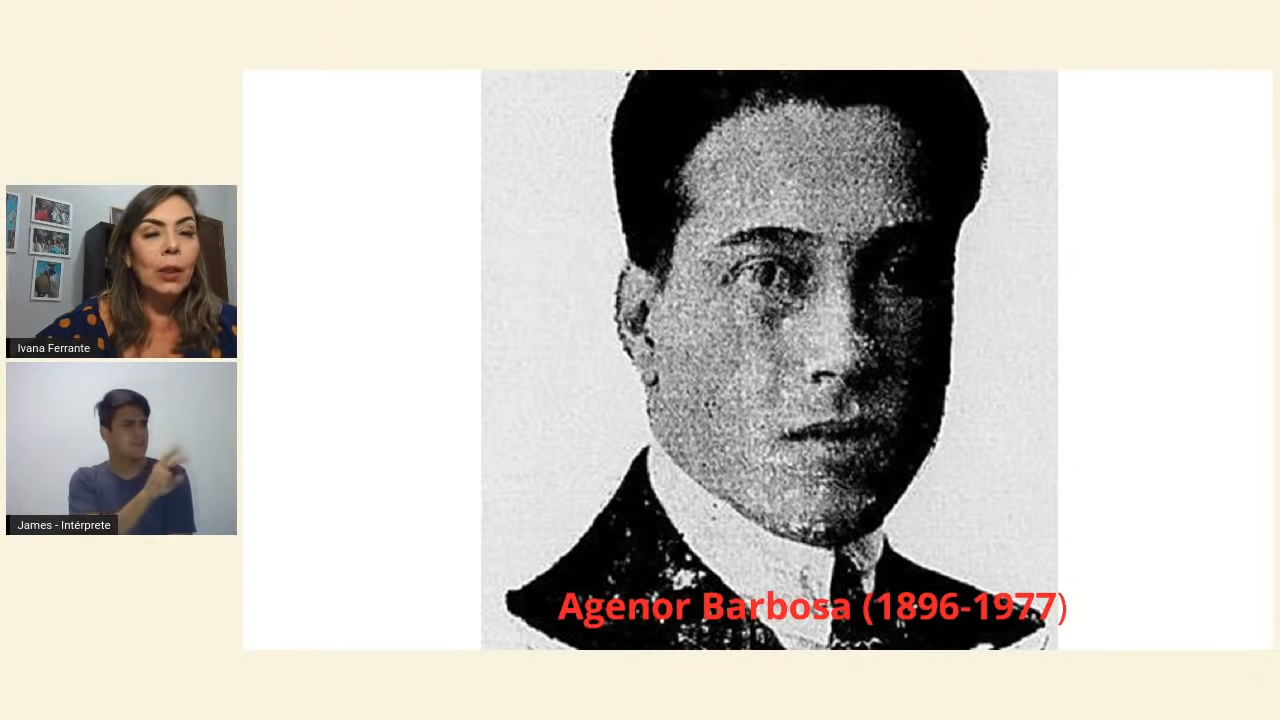 Ivana Ferrante
James - Intérprete
Agenor Barbosa (1896-1977)